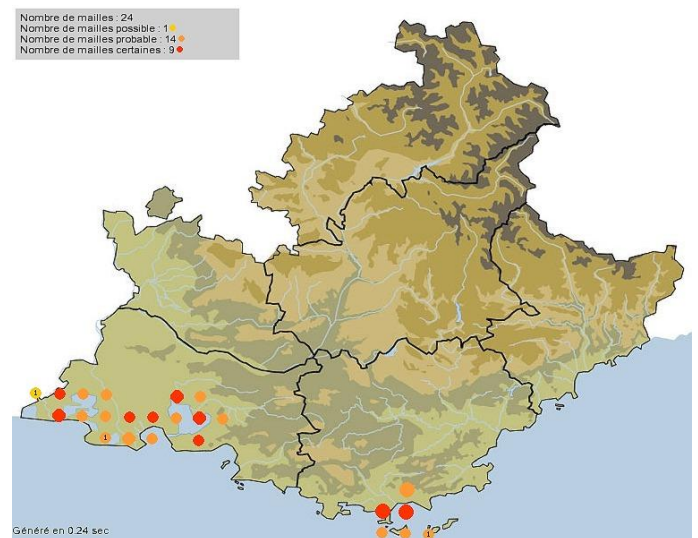 Nombre de mailles : 24
Nombre de mailles possible : 1
Nombre de mailles probable : 14
Nombre de mailles certaines : 9
1
1
1
Généré en 0.24 sec